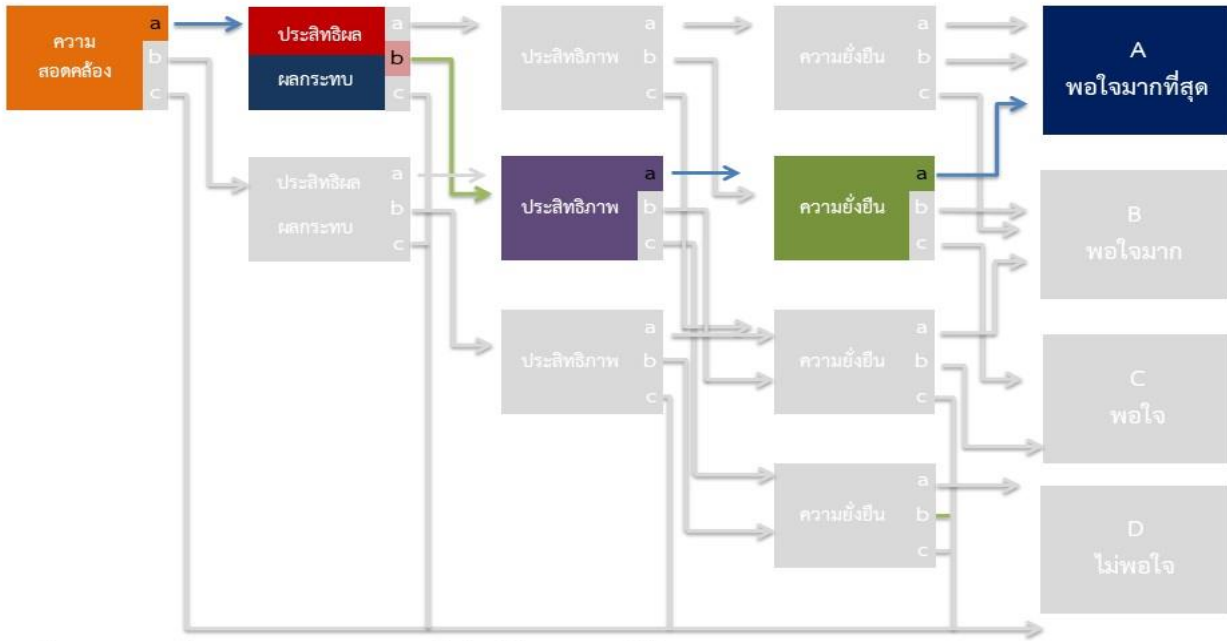 ความ
สอดคล้อง
a
b
c
ประสิทธิผล
ผลกระทบ
a
b
c
ประสิทธิภาพ
a
b
c
ความยั่งยืน
a
b
c
A
พอใจมากที่สุด
ประสิทธิผล
ผลกระทบ
a
b
c
ประสิทธิภาพ
a
b
c
ความยั่งยืน
a
b
c
B
พอใจมาก
ประสิทธิภาพ
a
b
c
ความยั่งยืน
a
b
c
C
พอใจ
ความยั่งยืน
a
b
c
D
ไม่พอใจ